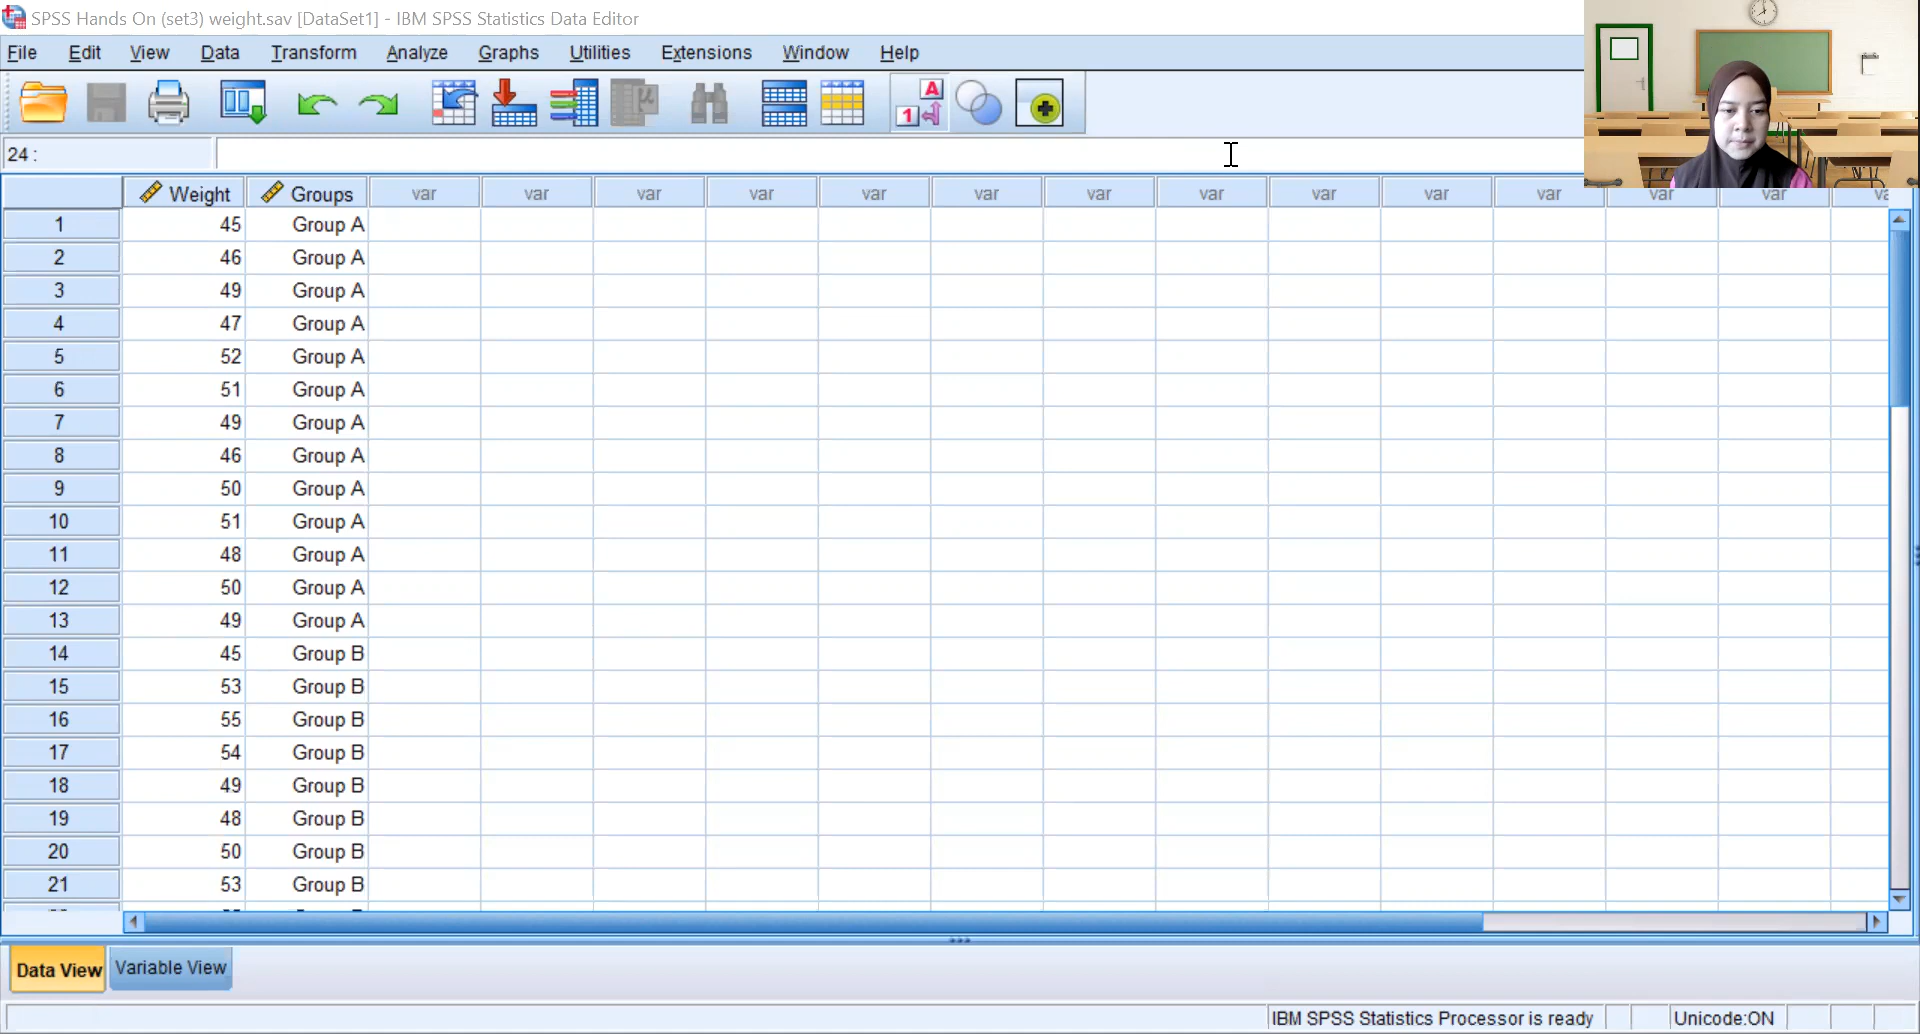 SPSS Hands On (set3) weight.sav [DataSet1] - IBM SPSS Statistics Data Editor
File Edit View Data Transform Analyze Graphs Utilities Extensions Window Help
24 :
Weight Groups var var var var var var var var var var var var var
1 45 Group A
2 46 Group A
3 49 Group A
4 47 Group A
5 52 Group A
6 51 Group A
7 49 Group A
8 46 Group A
9 50 Group A
10 51 Group A
11 48 Group A
12 50 Group A
13 49 Group A
14 45 Group B
15 53 Group B
16 55 Group B
17 54 Group B
18 49 Group B
19 48 Group B
20 50 Group B
21 53 Group B
Data View Variable View
IBM SPSS Statistics Processor is ready Unicode:ON